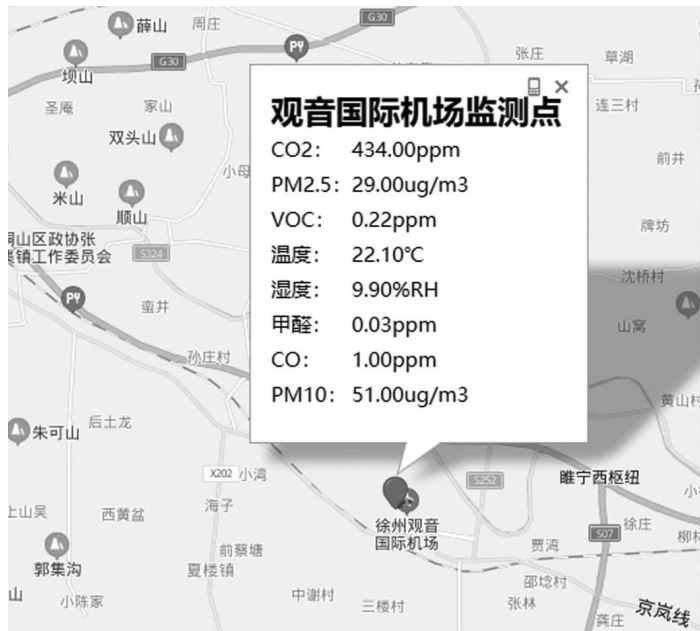 薛山
周庄
G30
坝山
G30
张庄
草湖
圣庵
家山
连三村
双头山
小母
前井
米山
顺山
牌坊
S324
镇工作委员会
沈桥村
蛮井
山窝
孙庄村
观音国际机场监测点
CO2: 434.00ppm
PM2.5: 29.00ug/m3
VOC: 0.22ppm
温度: 22.10℃
湿度: 9.90%RH
甲醛: 0.03ppm
CO: 1.00ppm
PM10: 51.00ug/m3
黄山村
后土龙
朱可山
X202
小湾
S252
睢宁西枢纽
上山吴
西黄盆
海子
徐州观音
国际机场
徐庄
S07
郭集沟
前蔡塘
夏楼镇
贾湾
邵埝村
小陈家
中谢村
三楼村
张林
京岚线
龚庄